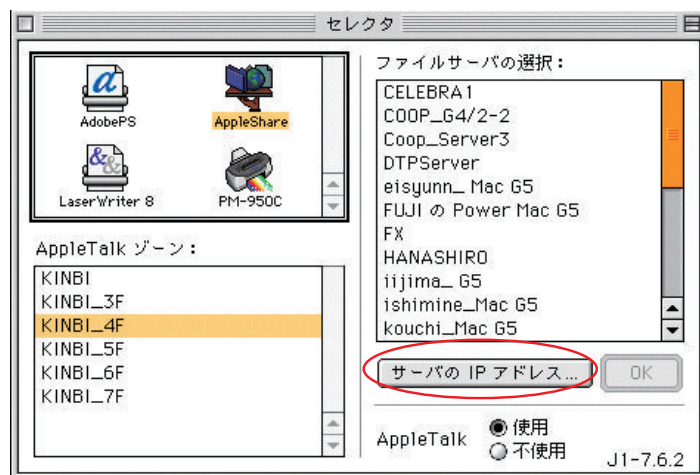 セレクタ
AdobePS
AppleShare
LaserWriter 8
PM-950C
AppleTalk ゾーン：
KINBI
KINBI_3F
KINBI_4F
KINBI_5F
KINBI_6F
KINBI_7F
ファイルサーバの選択：
CELEBRA1
COOP_G4/2-2
Coop_Server3
DTPServer
eisyunn_ Mac G5
FUJI の Power Mac G5
FX
HANASHIRO
iijima_ G5
ishimine_Mac G5
kouchi_Mac G5
サーバの IP アドレス...
OK
AppleTalk
使用
不使用
J1-7.6.2